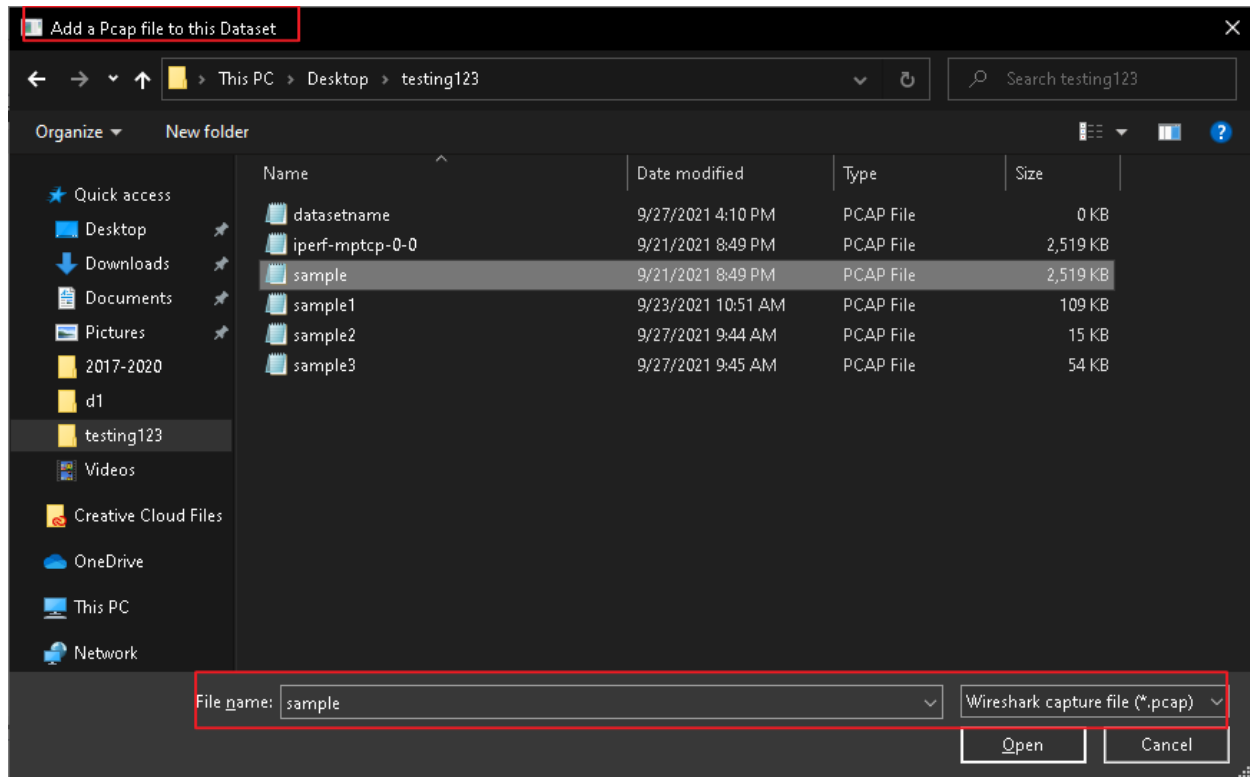 Add a Pcap file to this Dataset
This PC > Desktop > testing123
Search testing123
Organize
New folder
Name
Date modified
Type
Size
Quick access
Desktop
Downloads
Documents
Pictures
2017-2020
d1
testing123
Videos
Creative Cloud Files
OneDrive
This PC
Network
datasetname 9/27/2021 4:10 PM PCAP File 0 KB
iperf-mptcp-0-0 9/21/2021 8:49 PM PCAP File 2,519 KB
sample 9/21/2021 8:49 PM PCAP File 2,519 KB
sample1 9/23/2021 10:51 AM PCAP File 109 KB
sample2 9/27/2021 9:44 AM PCAP File 15 KB
sample3 9/27/2021 9:45 AM PCAP File 54 KB
File name: sample
Wireshark capture file (*.pcap)
Open
Cancel